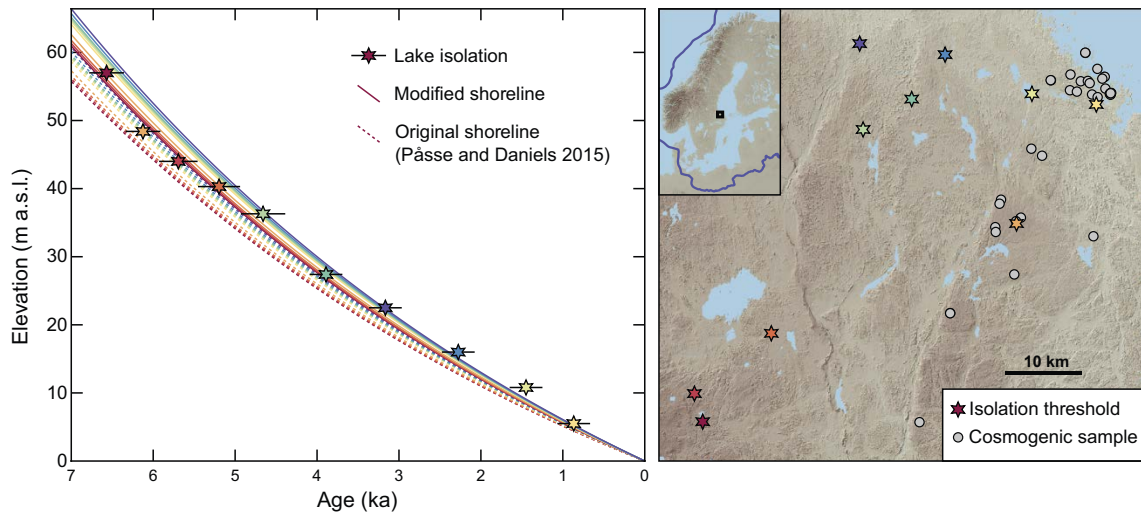 Elevation (m a.s.l.)
60
50
40
30
20
10
0
7
6
5
4
3
2
1
0
Age (ka)
Lake isolation
Modified shoreline
Original shoreline
(Påsse and Daniels 2015)
10 km
Isolation threshold
Cosmogenic sample